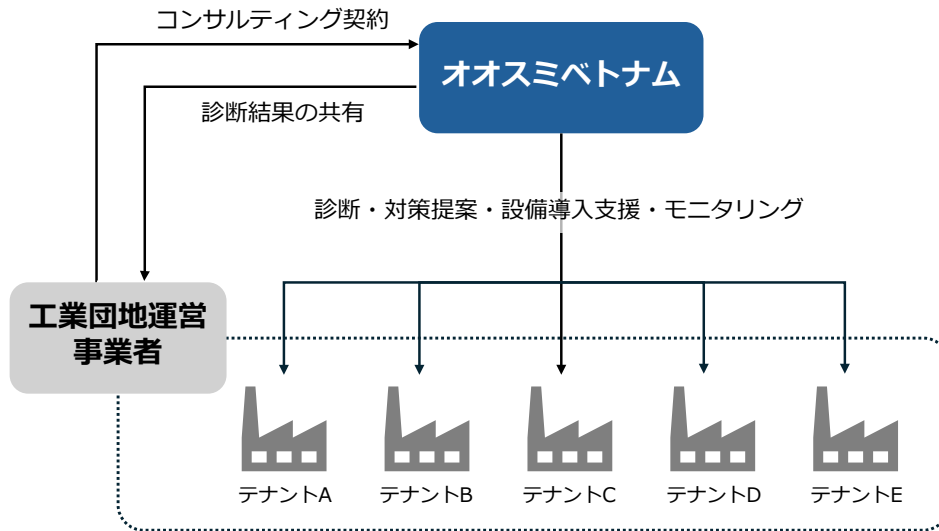 コンサルティング契約
オオスミベトナム
診断結果の共有
診断・対策提案・設備導入支援・モニタリング
工業団地運営
事業者
テナントA
テナントB
テナントC
テナントD
テナントE